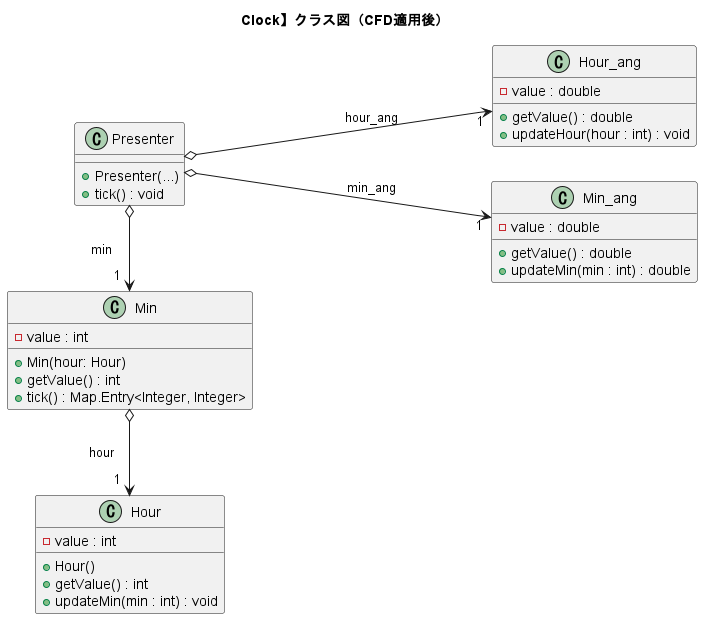 Clock】クラス図（CFD適用後）
C Hour_ang
value : double
getValue() : double
updateHour(hour : int) : void
hour_ang
1
C Presenter
Presenter(...)
tick() : void
min_ang
1
C Min_ang
value : double
getValue() : double
updateMin(min : int) : double
min
1
C Min
value : int
Min(hour: Hour)
getValue() : int
tick() : Map.Entry<Integer, Integer>
hour
1
C Hour
value : int
Hour()
getValue() : int
updateMin(min : int) : void